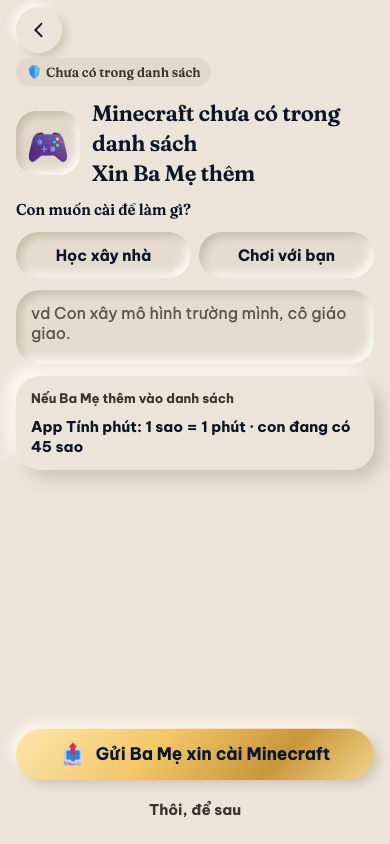 Chưa có trong danh sách
Minecraft chưa có trong
danh sách
Xin Ba Mẹ thêm
Con muốn cài để làm gì?
Học xây nhà
Chơi với bạn
vd Con xây mô hình trường mình, cô giáo
giao.
Nếu Ba Mẹ thêm vào danh sách
App Tính phút: 1 sao = 1 phút · con đang có
45 sao
Gửi Ba Mẹ xin cài Minecraft
Thôi, để sau